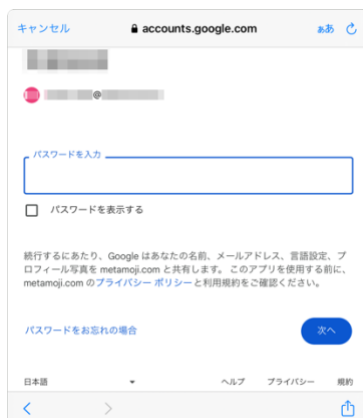 キャンセル accounts.google.com ぁあ
@
パスワードを入力
パスワードを表示する
続行するにあたり、Google はあなたの名前、メールアドレス、言語設定、プ
ロフィール写真を metamoji.com と共有します。このアプリを使用する前に、
metamoji.com のプライバシー ポリシーと利用規約をご確認ください。
パスワードをお忘れの場合 次へ
日本語 ヘルプ プライバシー 規約